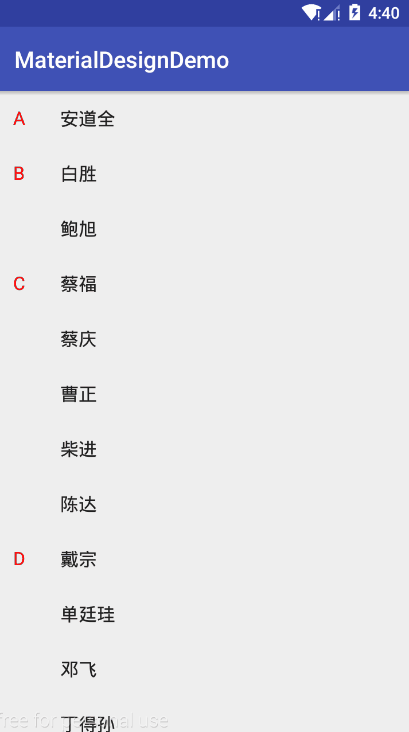 4:40
MaterialDesignDemo
A 安道全
B 白胜
鲍旭
C 蔡福
蔡庆
曹正
柴进
陈达
D 戴宗
单廷珪
邓飞
丁得孙
free for personal use